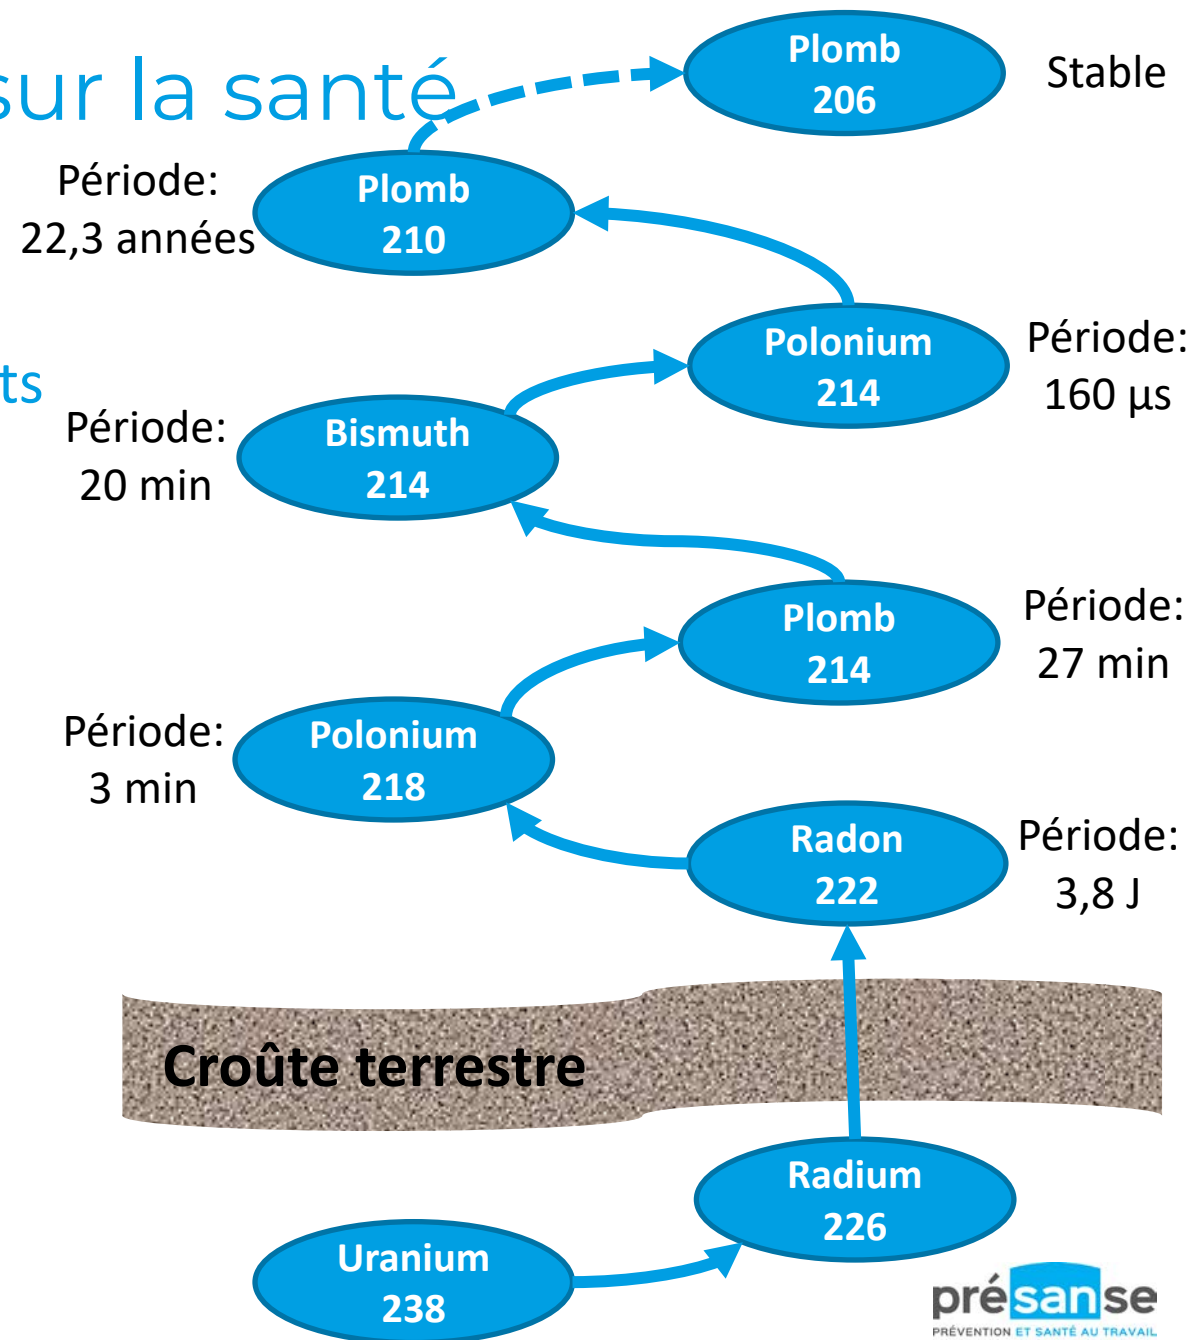 sur la santé
Plomb
206
Stable
Période:
22,3 années
Plomb
210
ts
Polonium
214
Période:
160 µs
Période:
20 min
Bismuth
214
Plomb
214
Période:
27 min
Période:
3 min
Polonium
218
Radon
222
Période:
3,8 J
Croûte terrestre
Radium
226
Uranium
238
présanse
PRÉVENTION ET SANTÉ AU TRAVAIL